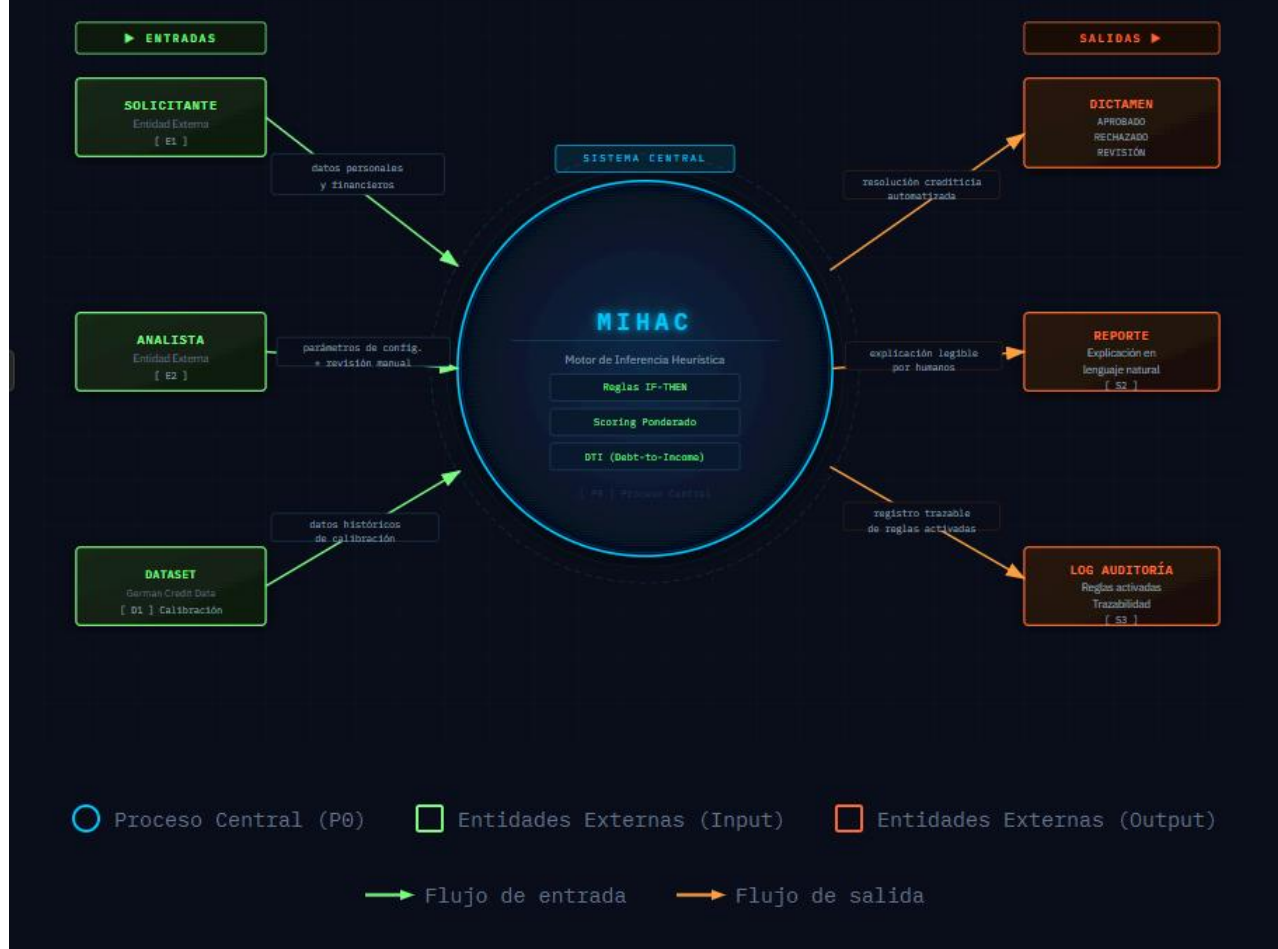 ▶ ENTRADAS
SALIDAS ▶
SOLICITANTE
Entidad Externa
[ E1 ]
datos personales
y financieros
ANALISTA
Entidad Externa
[ E2 ]
parámetros de config.
+ revisión manual
DATASET
German Credit Data
[ D1 ] Calibración
datos históricos
de calibración
SISTEMA CENTRAL
MIHAC
Motor de Inferencia Heurística
Reglas IF-THEN
Scoring Ponderado
DTI (Debt-to-Income)
[ P0 ] Proceso Central
resolución crediticia
automatizada
DICTAMEN
APROBADO
RECHAZADO
REVISIÓN
explicación legible
por humanos
REPORTE
Explicación en
lenguaje natural
[ S2 ]
registro trazable
de reglas activadas
LOG AUDITORÍA
Reglas activadas
Trazabilidad
[ S3 ]
Proceso Central (P0)
Entidades Externas (Input)
Entidades Externas (Output)
Flujo de entrada
Flujo de salida